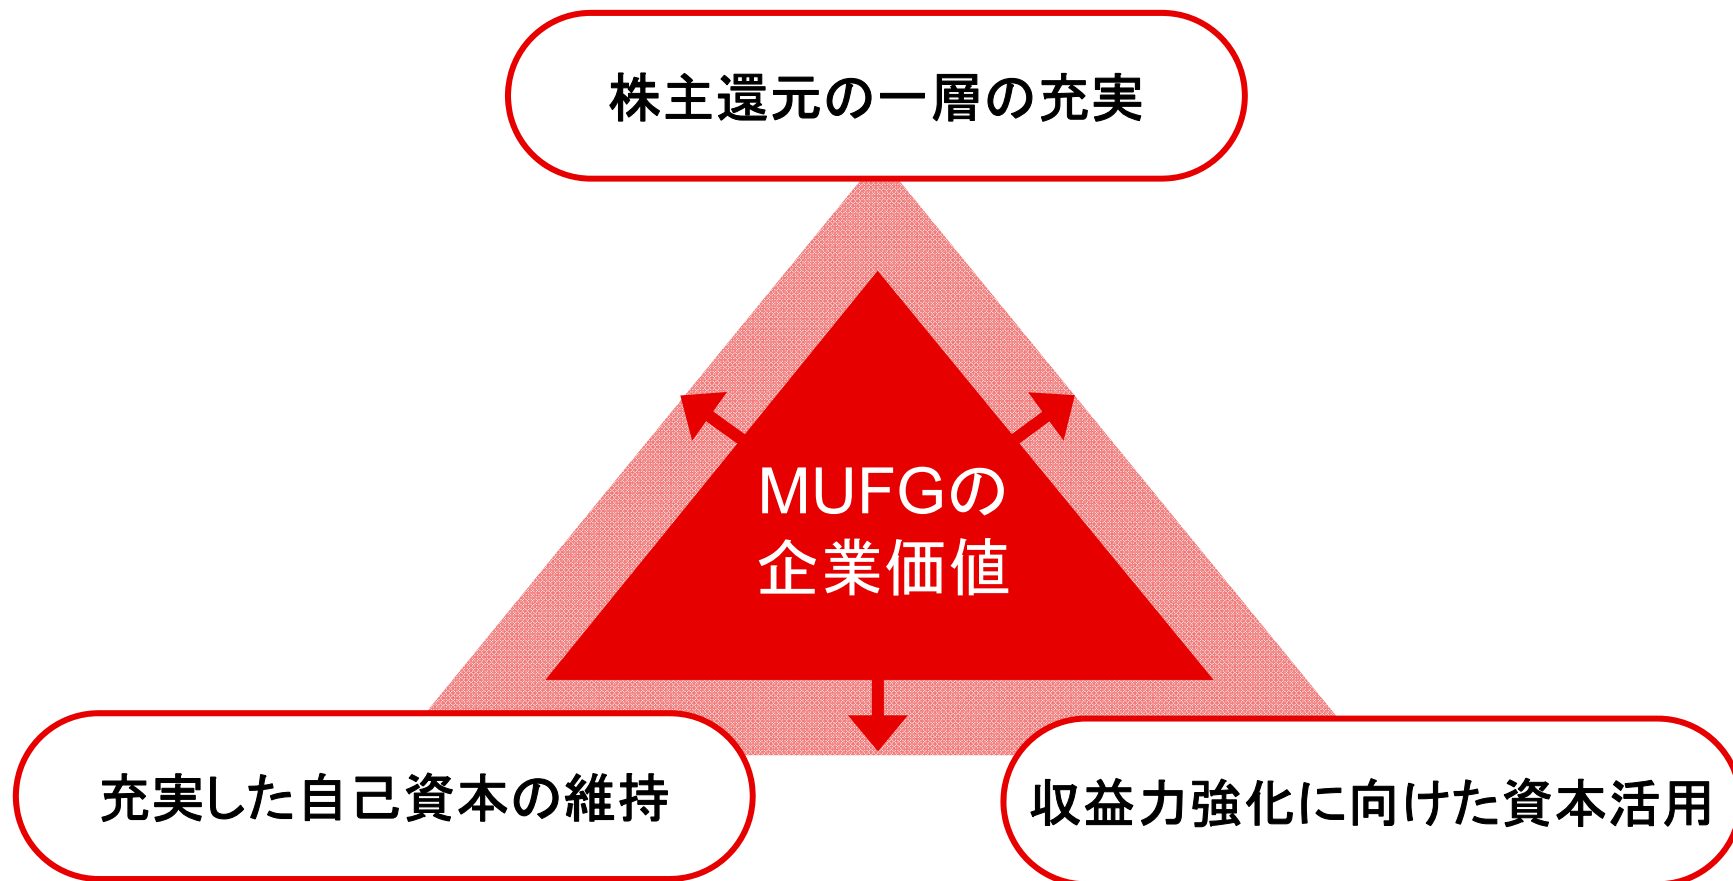 株主還元の一層の充実
MUFGの
企業価値
充実した自己資本の維持
収益力強化に向けた資本活用